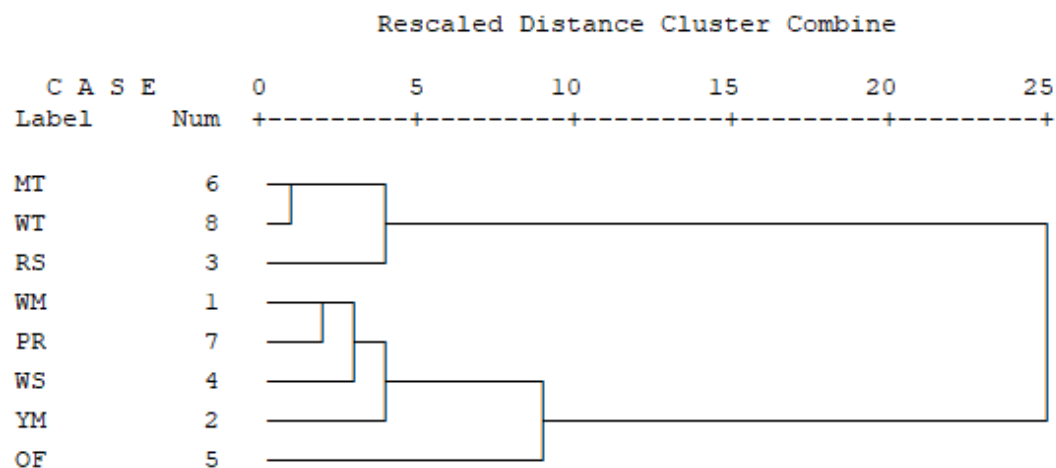 Rescaled Distance Cluster Combine
C A S E 0 5 10 15 20 25
Label Num +---------+---------+---------+---------+---------+
MT 6
WT 8
RS 3
WM 1
PR 7
WS 4
YM 2
OF 5